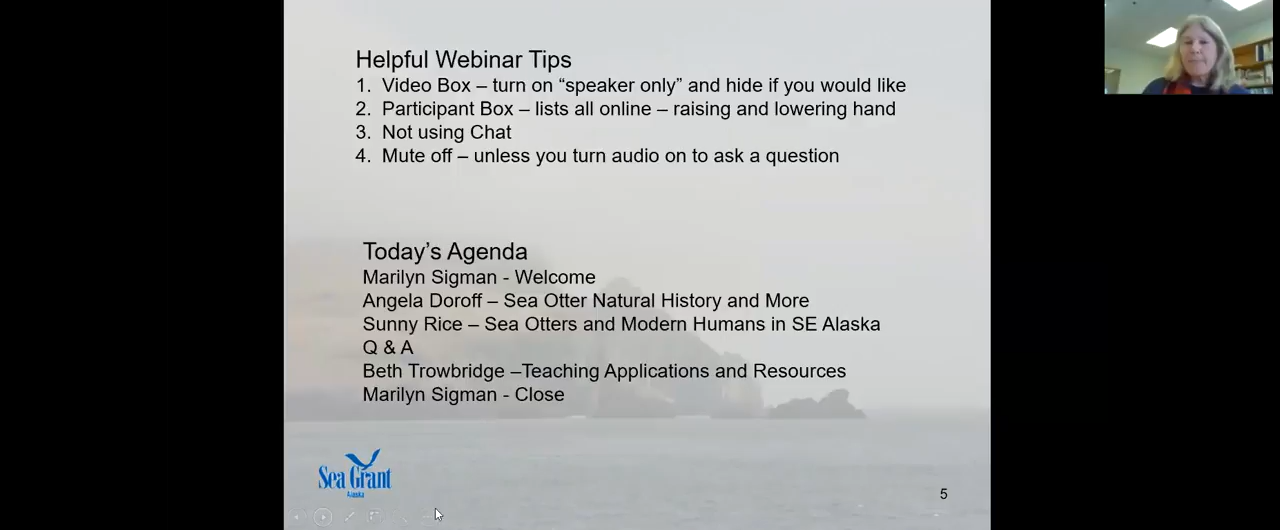 Helpful Webinar Tips
1. Video Box – turn on “speaker only” and hide if you would like
2. Participant Box – lists all online – raising and lowering hand
3. Not using Chat
4. Mute off – unless you turn audio on to ask a question
Today’s Agenda
Marilyn Sigman - Welcome
Angela Doroff – Sea Otter Natural History and More
Sunny Rice – Sea Otters and Modern Humans in SE Alaska
Q & A
Beth Trowbridge –Teaching Applications and Resources
Marilyn Sigman - Close
Sea Grant
Alaska
5